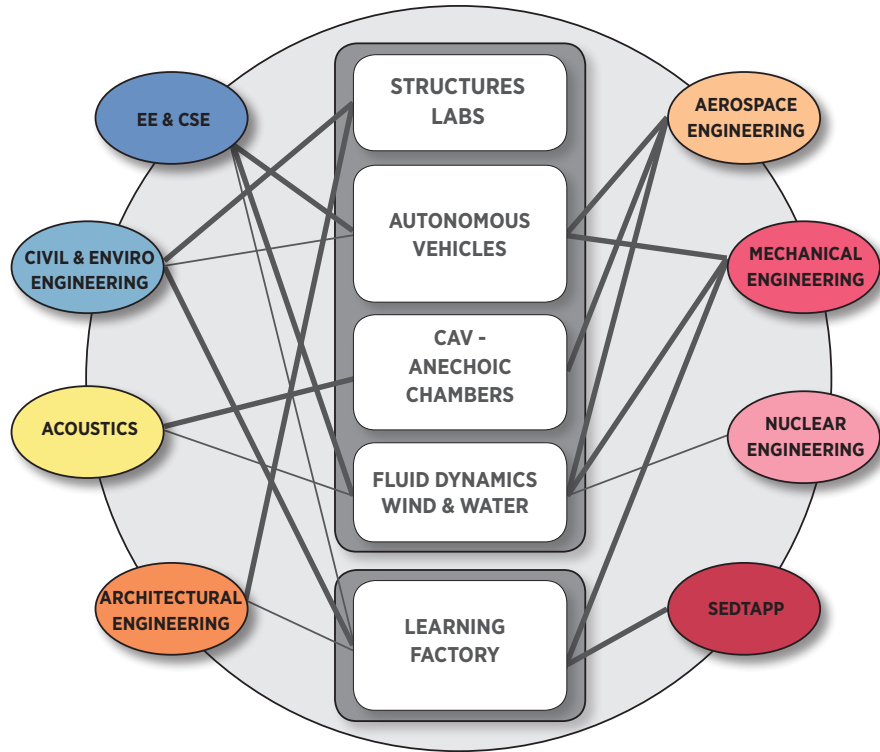 EE & CSE
CIVIL & ENVIRO
ENGINEERING
ACOUSTICS
ARCHITECTURAL
ENGINEERING
STRUCTURES
LABS
AUTONOMOUS
VEHICLES
CAV -
ANECHOIC
CHAMBERS
FLUID DYNAMICS
WIND & WATER
LEARNING
FACTORY
AEROSPACE
ENGINEERING
MECHANICAL
ENGINEERING
NUCLEAR
ENGINEERING
SEDTAPP